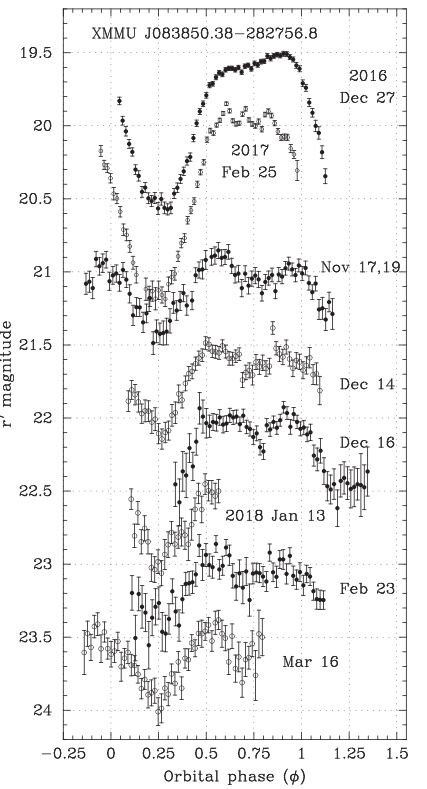 XMMU J083850.38−282756.8
19.5
2016
Dec 27
20
2017
Feb 25
20.5
21
Nov 17,19
21.5
Dec 14
22
Dec 16
22.5
2018 Jan 13
23
Feb 23
23.5
Mar 16
24
r′ magnitude
−0.25 0 0.25 0.5 0.75 1 1.25 1.5
Orbital phase (ϕ)